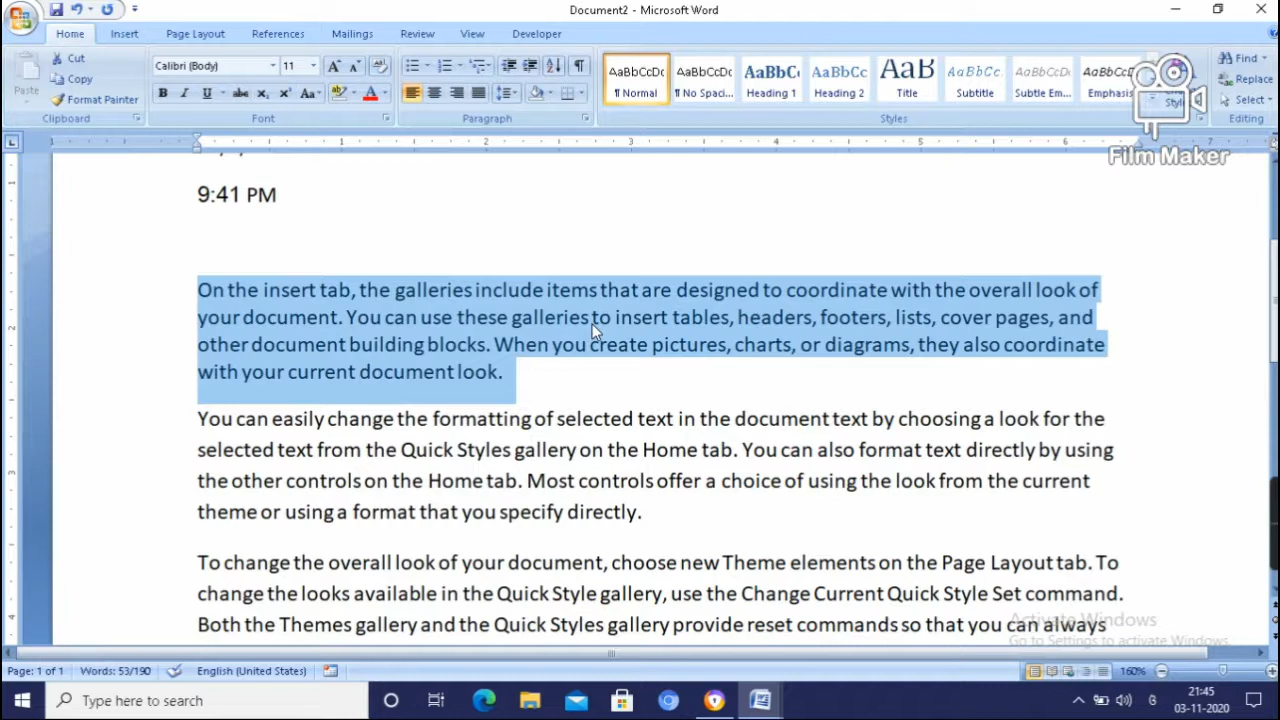 Document2 - Microsoft Word
Home Insert Page Layout References Mailings Review View Developer
Cut
Copy
Format Painter
Paste
Clipboard
Calibri (Body) 11
B I U abc X₂ X² Aa
Font
Paragraph
AaBbCcDc AaBbCcDc AaBbC( AaBbCc AaB AaBbCc. AaBbCcDc AaBbCcDc
¶ Normal ¶ No Spaci... Heading 1 Heading 2 Title Subtitle Subtle Em... Emphasis
Styles
Find
Replace
Select
Editing
Film Maker
9:41 PM
On the insert tab, the galleries include items that are designed to coordinate with the overall look of
your document. You can use these galleries to insert tables, headers, footers, lists, cover pages, and
other document building blocks. When you create pictures, charts, or diagrams, they also coordinate
with your current document look.
You can easily change the formatting of selected text in the document text by choosing a look for the
selected text from the Quick Styles gallery on the Home tab. You can also format text directly by using
the other controls on the Home tab. Most controls offer a choice of using the look from the current
theme or using a format that you specify directly.
To change the overall look of your document, choose new Theme elements on the Page Layout tab. To
change the looks available in the Quick Style gallery, use the Change Current Quick Style Set command.
Both the Themes gallery and the Quick Styles gallery provide reset commands so that you can always
Activate Windows
Go to Settings to activate Windows
Page: 1 of 1 Words: 53/190 English (United States) 160%
Type here to search
21:45
03-11-2020